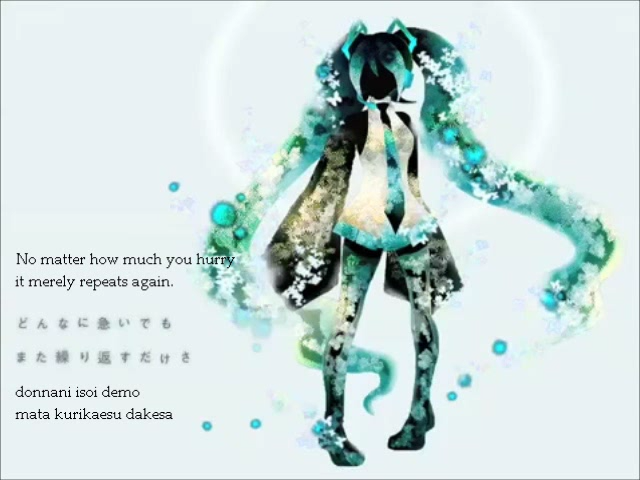 No matter how much you hurry
it merely repeats again.
どんなに急いでも
また繰り返すだけさ
donnani isoi demo
mata kurikaesu dakesa